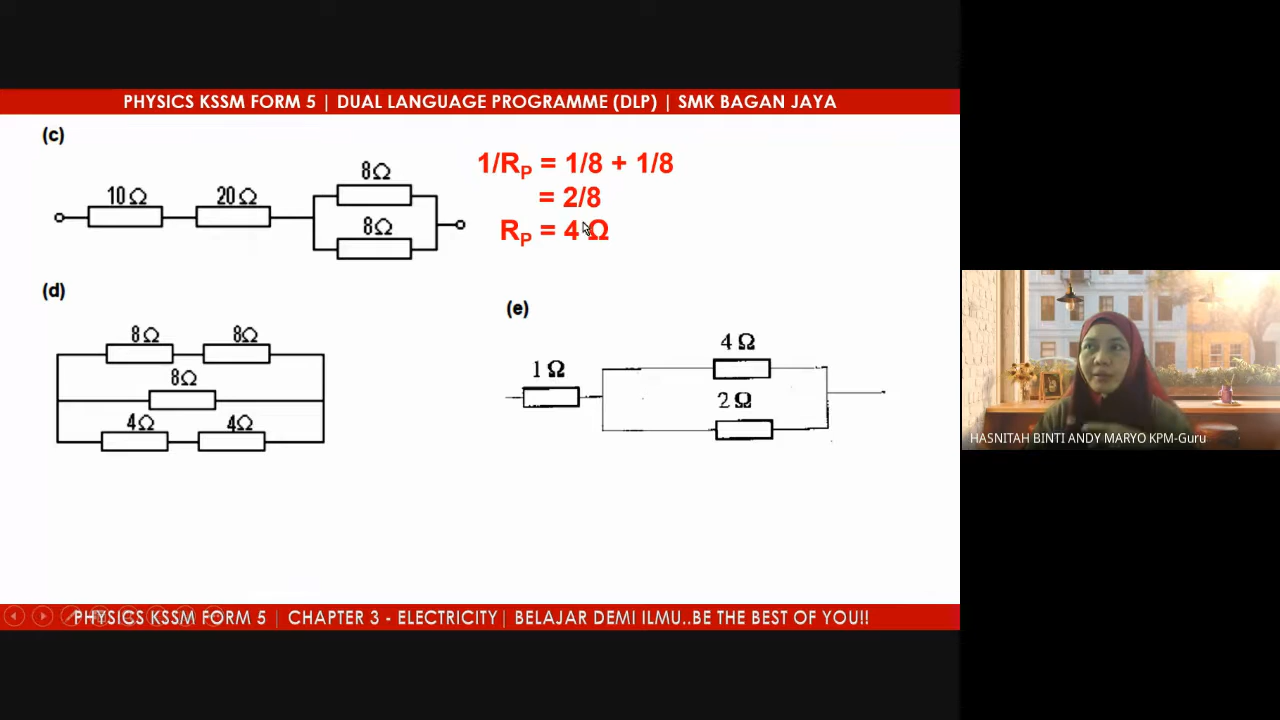 PHYSICS KSSM FORM 5 | DUAL LANGUAGE PROGRAMME (DLP) | SMK BAGAN JAYA
(c)
10 Ω
20 Ω
8Ω
8Ω
1/RP = 1/8 + 1/8
= 2/8
RP = 4 Ω
(d)
8Ω
8Ω
8Ω
4Ω
4Ω
(e)
1 Ω
4 Ω
2 Ω
HASNITAH BINTI ANDY MARYO KPM-Guru
PHYSICS KSSM FORM 5 | CHAPTER 3 - ELECTRICITY| BELAJAR DEMI ILMU..BE THE BEST OF YOU!!